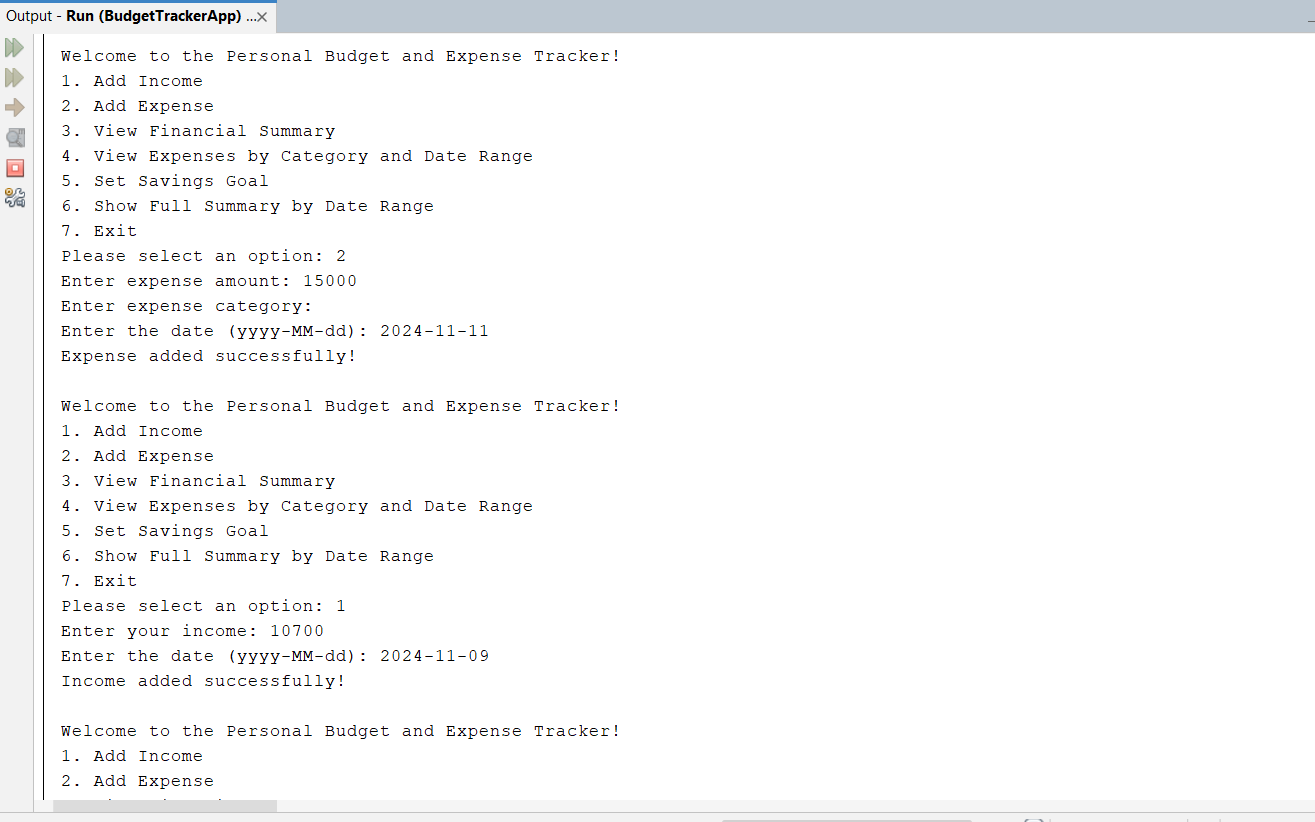 Output - Run (BudgetTrackerApp) ...
Welcome to the Personal Budget and Expense Tracker!
1. Add Income
2. Add Expense
3. View Financial Summary
4. View Expenses by Category and Date Range
5. Set Savings Goal
6. Show Full Summary by Date Range
7. Exit
Please select an option: 2
Enter expense amount: 15000
Enter expense category:
Enter the date (yyyy-MM-dd): 2024-11-11
Expense added successfully!
Welcome to the Personal Budget and Expense Tracker!
1. Add Income
2. Add Expense
3. View Financial Summary
4. View Expenses by Category and Date Range
5. Set Savings Goal
6. Show Full Summary by Date Range
7. Exit
Please select an option: 1
Enter your income: 10700
Enter the date (yyyy-MM-dd): 2024-11-09
Income added successfully!
Welcome to the Personal Budget and Expense Tracker!
1. Add Income
2. Add Expense